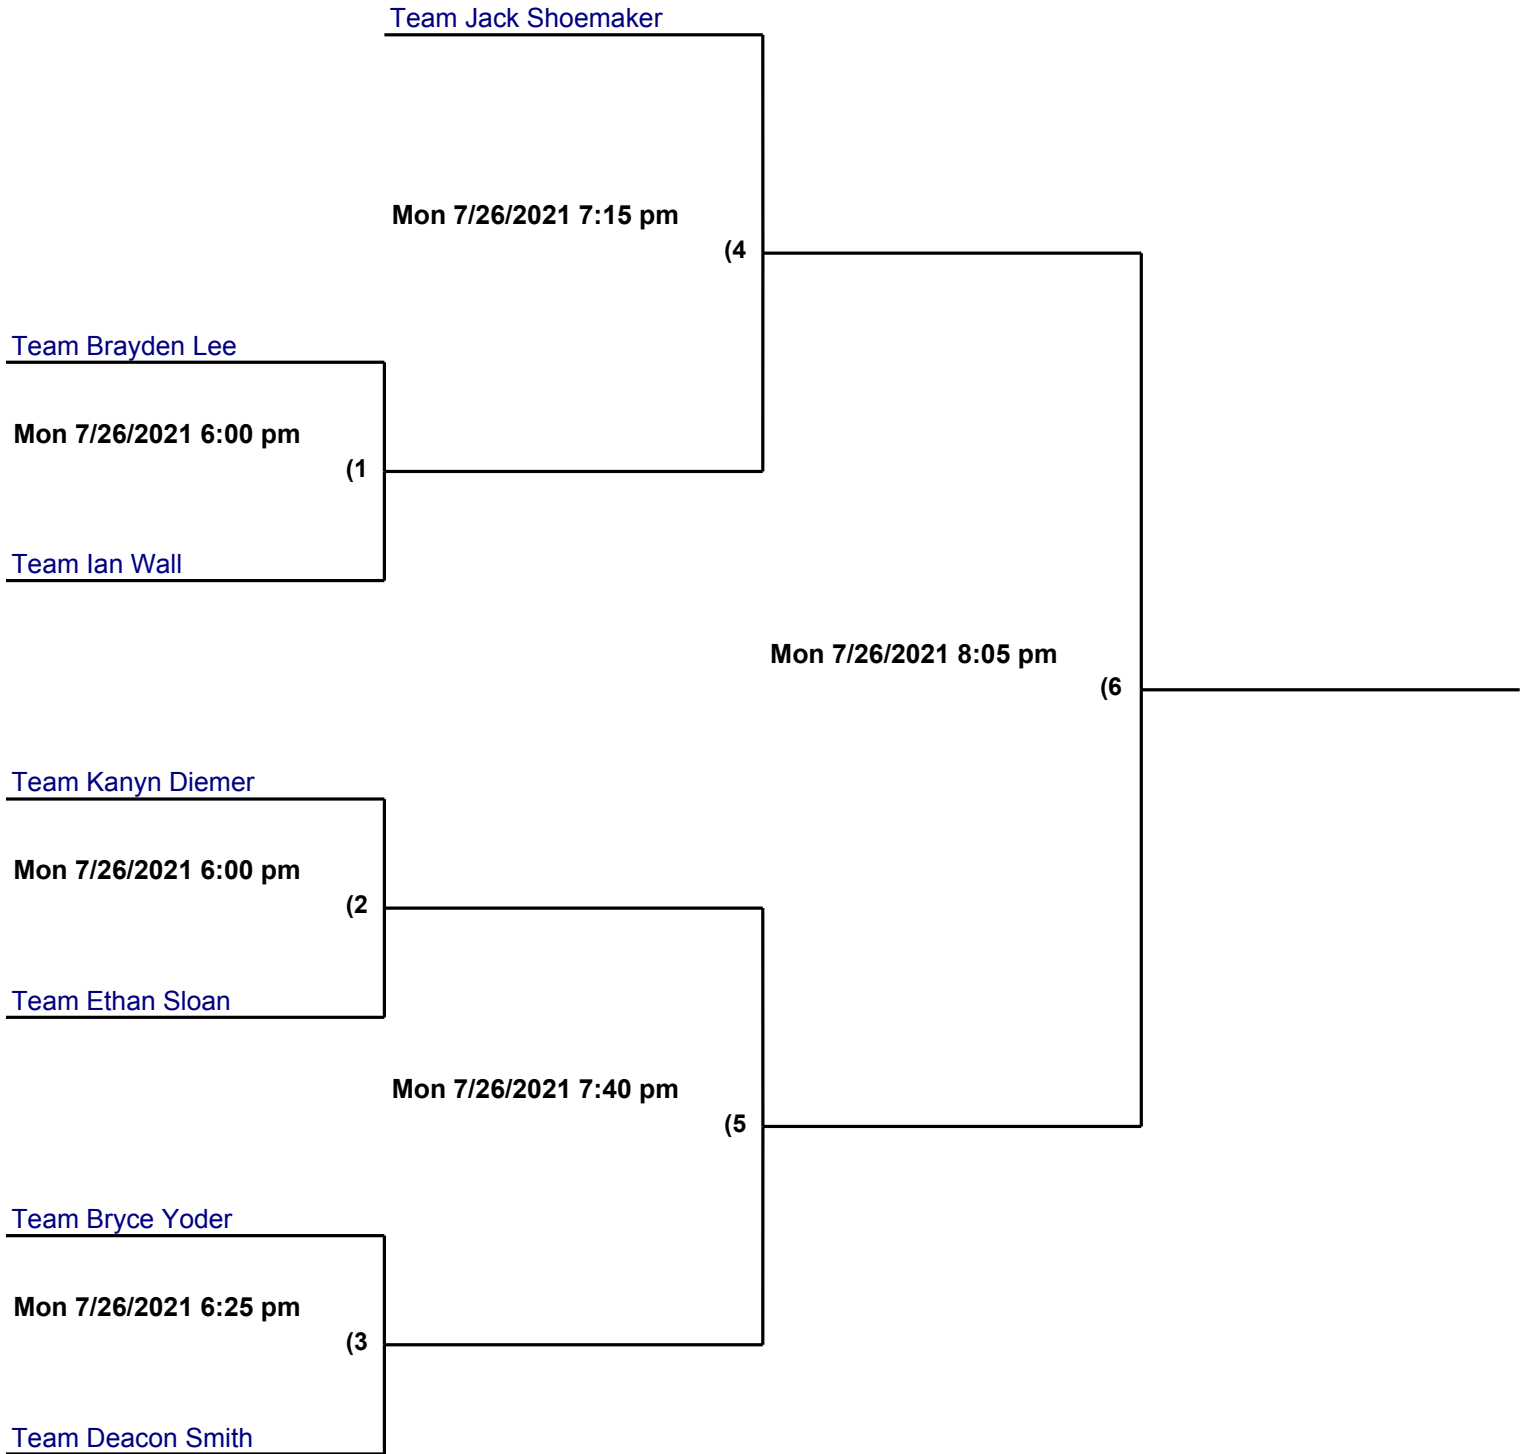 Team Jack Shoemaker
Mon 7/26/2021 7:15 pm
(4
Team Brayden Lee
Mon 7/26/2021 6:00 pm
(1
Team Ian Wall
Mon 7/26/2021 8:05 pm
(6
Team Kanyn Diemer
Mon 7/26/2021 6:00 pm
(2
Team Ethan Sloan
Mon 7/26/2021 7:40 pm
(5
Team Bryce Yoder
Mon 7/26/2021 6:25 pm
(3
Team Deacon Smith